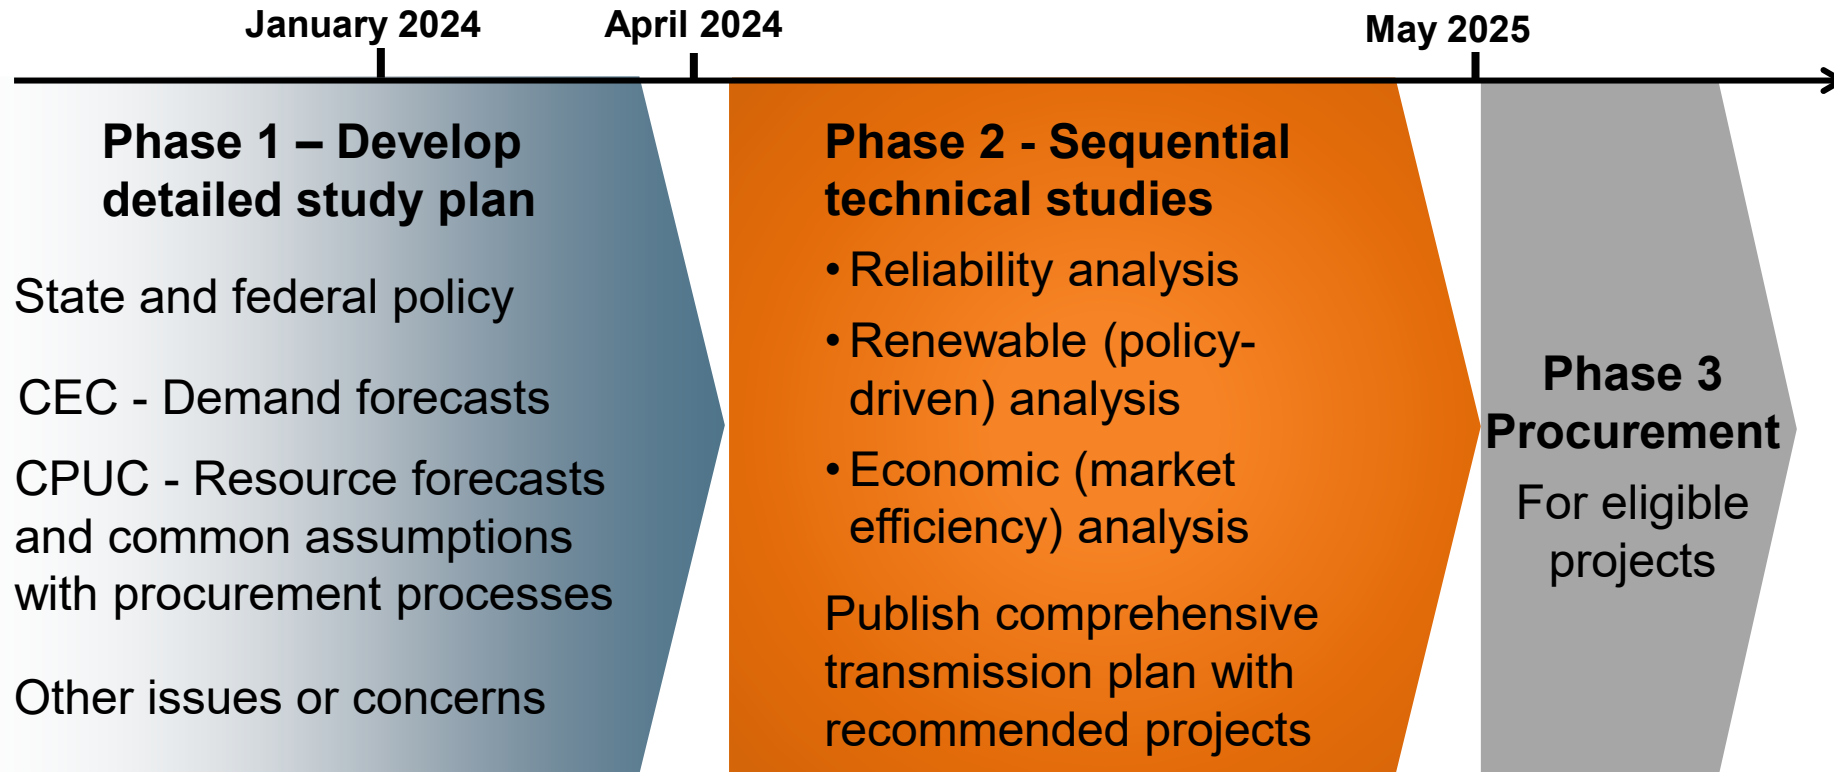 January 2024
April 2024
May 2025
Phase 1 – Develop
detailed study plan
State and federal policy
CEC - Demand forecasts
CPUC - Resource forecasts
and common assumptions
with procurement processes
Other issues or concerns
Phase 2 - Sequential
technical studies
• Reliability analysis
• Renewable (policy-
driven) analysis
• Economic (market
efficiency) analysis
Publish comprehensive
transmission plan with
recommended projects
Phase 3
Procurement
For eligible
projects